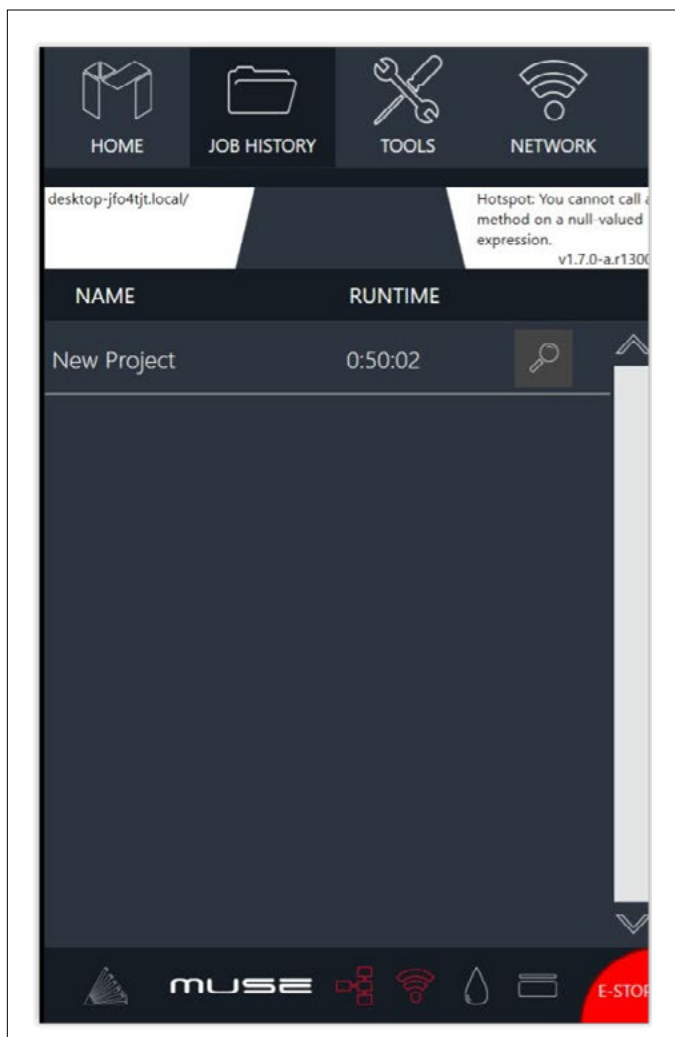 HOME JOB HISTORY TOOLS NETWORK
desktop-jfo4tjt.local/
Hotspot: You cannot call a
method on a null-valued
expression.
v1.7.0-a.r1300
NAME RUNTIME
New Project 0:50:02
muse E-STOP